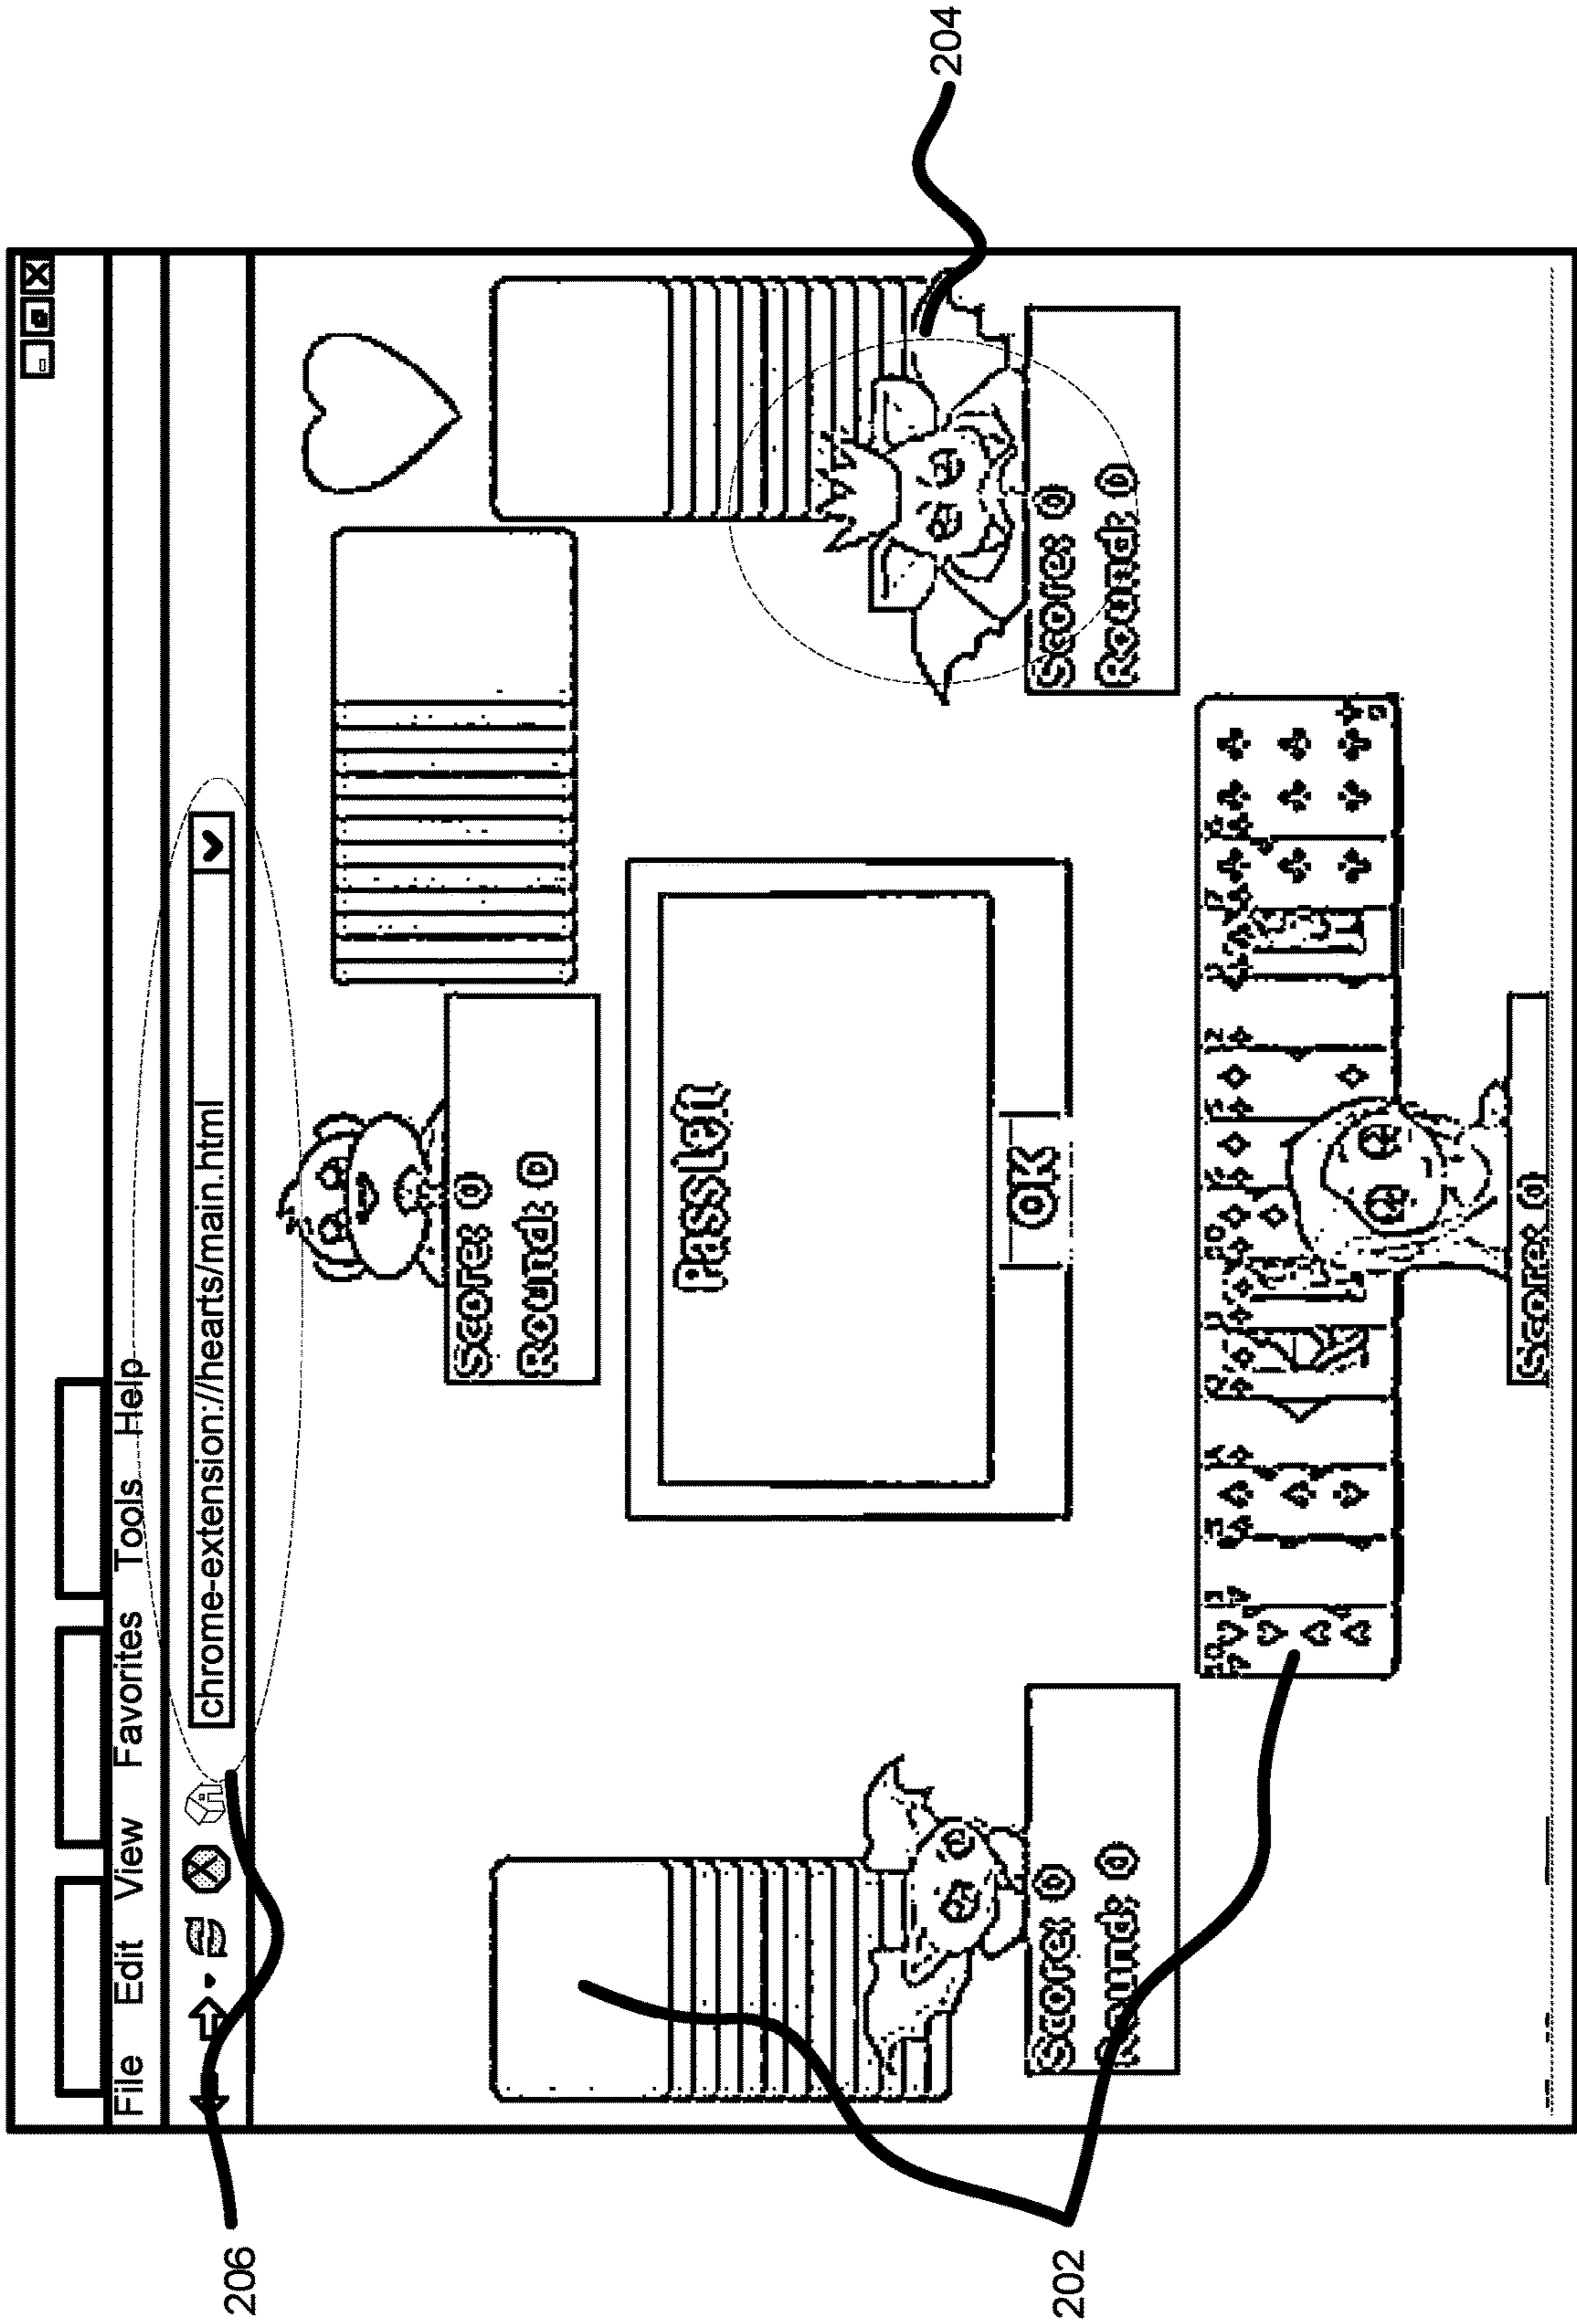 File Edit View Favorites Tools Help
chrome-extension://hearts/main.html
206
204
202
Score: 0
Round: 0
Pass left
OK
Score: 0
Round: 0
Score: 0
Round: 0
Score: 0